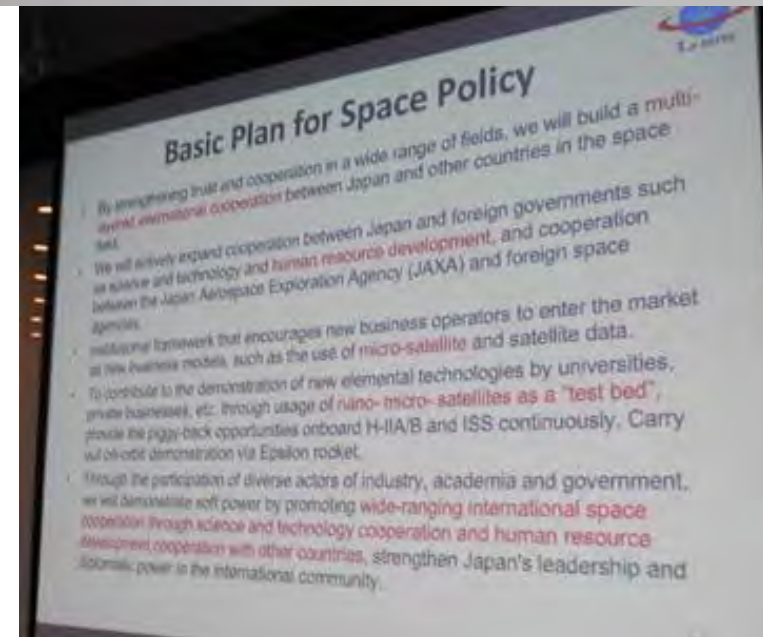 Basic Plan for Space Policy
By strengthening trust and cooperation in a wide range of fields, we will build a multi-
layered international cooperation between Japan and other countries in the space
field.
We will actively expand cooperation between Japan and foreign governments such
as science and technology and human resource development, and cooperation
between the Japan Aerospace Exploration Agency (JAXA) and foreign space
agencies.
Institutional framework that encourages new business operators to enter the market
as new business models, such as the use of micro-satellite and satellite data.
To contribute to the demonstration of new elemental technologies by universities,
private businesses, etc. through usage of nano- micro- satellites as a "test bed",
provide the piggy-back opportunities onboard H-IIA/B and ISS continuously. Carry
out on-orbit demonstration via Epsilon rocket.
Through the participation of diverse actors of industry, academia and government,
we will demonstrate soft power by promoting wide-ranging international space
cooperation through science and technology cooperation and human resource
development cooperation with other countries, strengthen Japan's leadership and
diplomatic power in the international community.